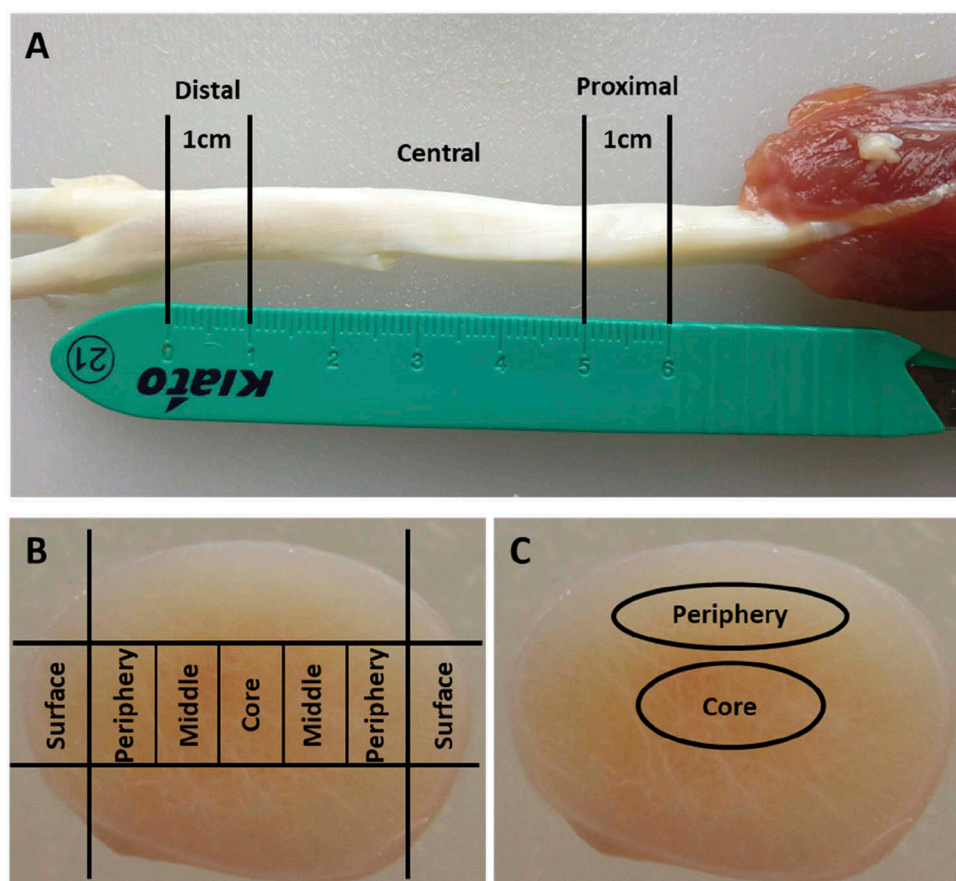 A
Distal
1cm
Central
Proximal
1cm
0 1 2 3 4 5 6
21
Kiato
B
Surface
Periphery
Middle
Core
Middle
Periphery
Surface
C
Periphery
Core